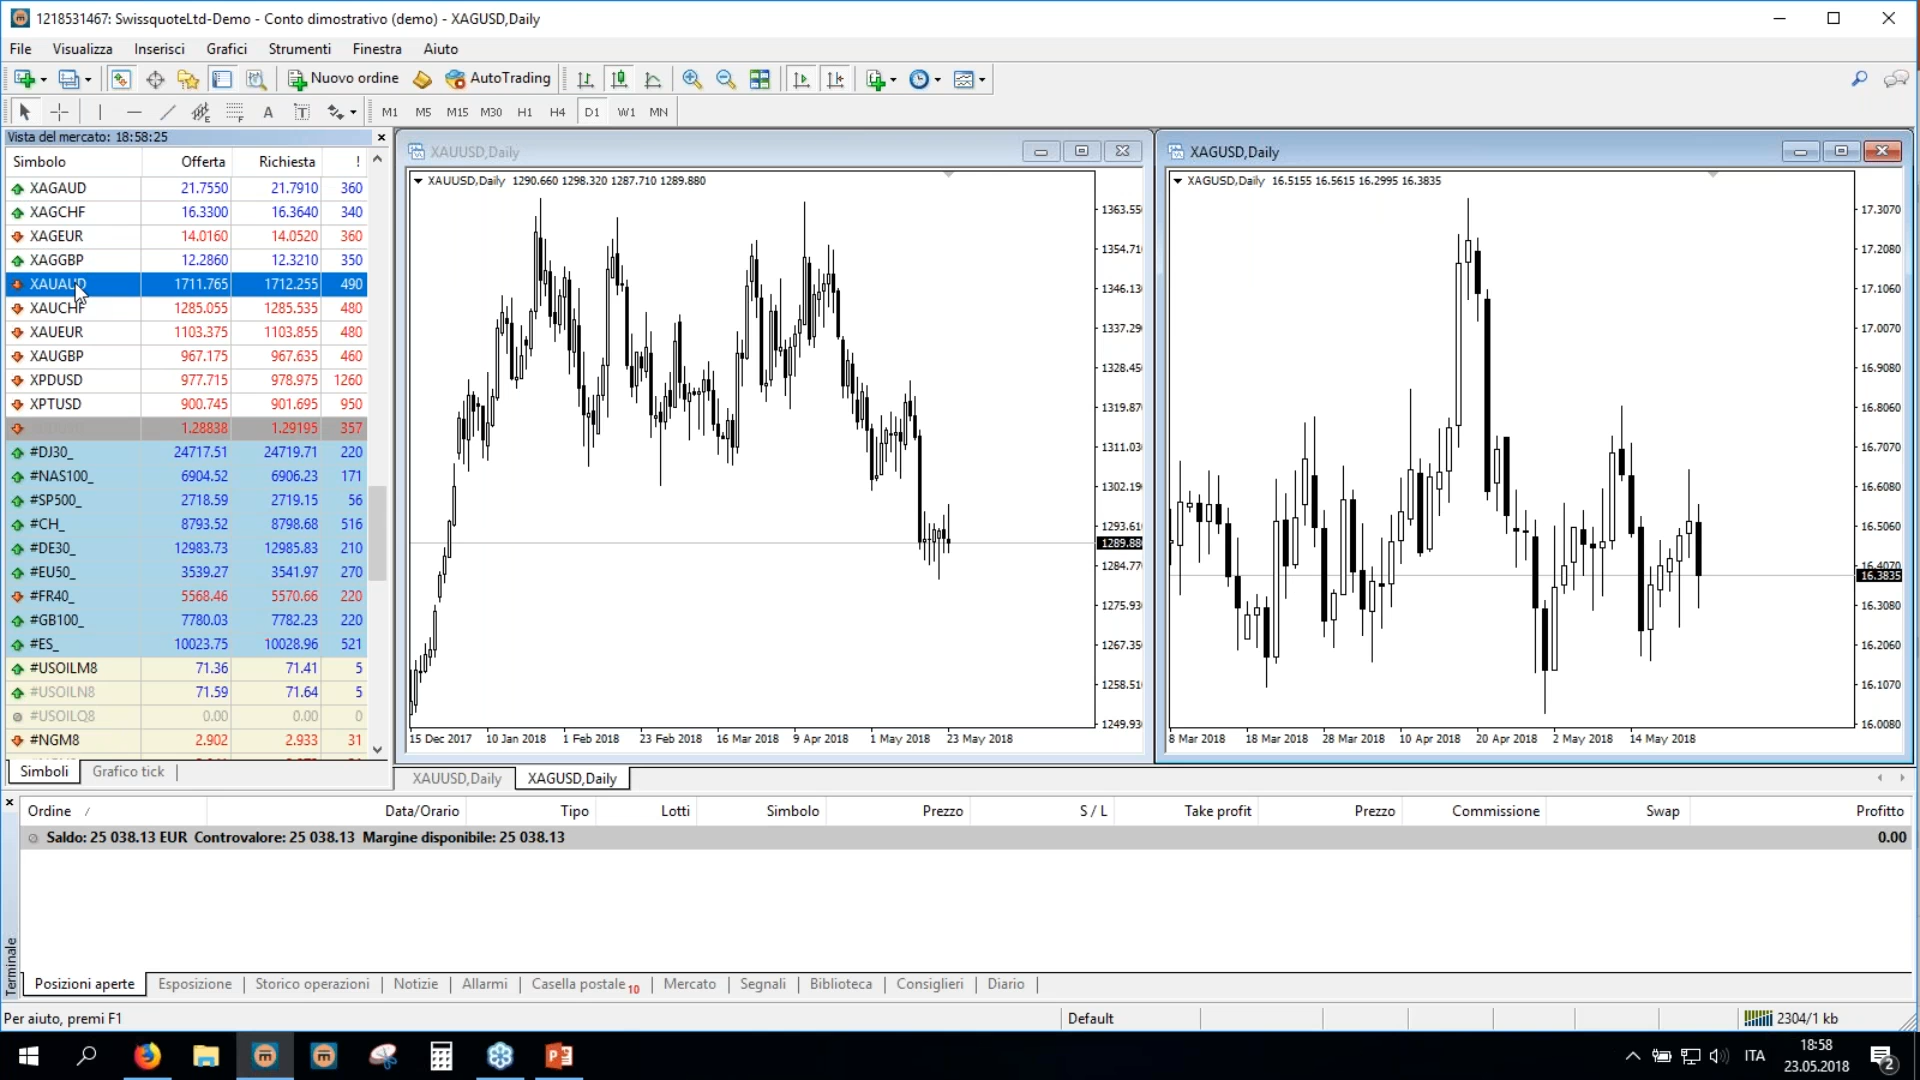 1218531467: SwissquoteLtd-Demo - Conto dimostrativo (demo) - XAGUSD,Daily
File Visualizza Inserisci Grafici Strumenti Finestra Aiuto
Nuovo ordine AutoTrading
A T M1 M5 M15 M30 H1 H4 D1 W1 MN
Vista del mercato: 18:58:25
Simbolo Offerta Richiesta !
XAGAUD 21.7550 21.7910 360
XAGCHF 16.3300 16.3640 340
XAGEUR 14.0160 14.0520 360
XAGGBP 12.2860 12.3210 350
XAUAUD 1711.765 1712.255 490
XAUCHF 1285.055 1285.535 480
XAUEUR 1103.375 1103.855 480
XAUGBP 967.175 967.635 460
XPDUSD 977.715 978.975 1260
XPTUSD 900.745 901.695 950
1.28838 1.29195 357
#DJ30_ 24717.51 24719.71 220
#NAS100_ 6904.52 6906.23 171
#SP500_ 2718.59 2719.15 56
#CH_ 8793.52 8798.68 516
#DE30_ 12983.73 12985.83 210
#EU50_ 3539.27 3541.97 270
#FR40_ 5568.46 5570.66 220
#GB100_ 7780.03 7782.23 220
#ES_ 10023.75 10028.96 521
#USOILM8 71.36 71.41 5
#USOILN8 71.59 71.64 5
#USOILQ8 0.00 0.00 0
#NGM8 2.902 2.933 31
Simboli Grafico tick
XAUUSD,Daily
XAUUSD,Daily 1290.660 1298.320 1287.710 1289.880
1363.55
1354.71
1346.13
1337.29
1328.45
1319.87
1311.03
1302.19
1293.61
1289.88
1284.77
1275.93
1267.35
1258.51
1249.93
15 Dec 2017 10 Jan 2018 1 Feb 2018 23 Feb 2018 16 Mar 2018 9 Apr 2018 1 May 2018 23 May 2018
XAGUSD,Daily
XAGUSD,Daily 16.5155 16.5615 16.2995 16.3835
17.3070
17.2080
17.1060
17.0070
16.9080
16.8060
16.7070
16.6080
16.5060
16.4070
16.3835
16.3080
16.2060
16.1070
16.0080
8 Mar 2018 18 Mar 2018 28 Mar 2018 10 Apr 2018 20 Apr 2018 2 May 2018 14 May 2018
XAUUSD,Daily XAGUSD,Daily
Ordine / Data/Orario Tipo Lotti Simbolo Prezzo S / L Take profit Prezzo Commissione Swap Profitto
Saldo: 25 038.13 EUR Controvalore: 25 038.13 Margine disponibile: 25 038.13 0.00
Terminale
Posizioni aperte Esposizione Storico operazioni Notizie Allarmi Casella postale 10 Mercato Segnali Biblioteca Consiglieri Diario
Per aiuto, premi F1 Default 2304/1 kb
ITA 18:58
23.05.2018
2